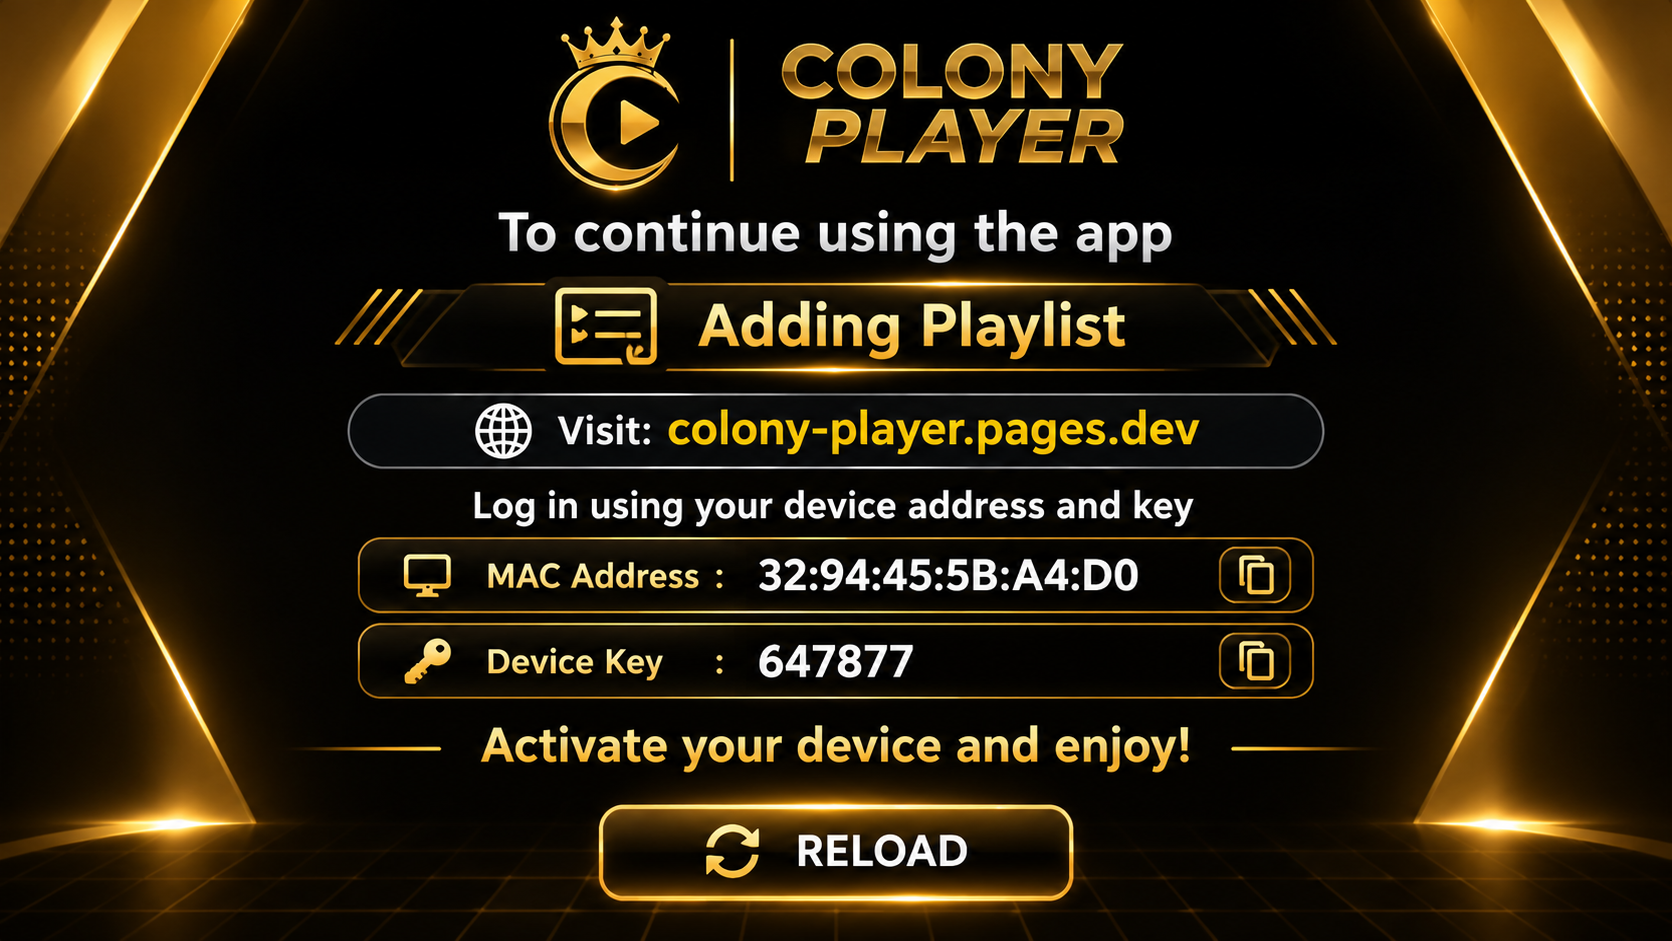 COLONY
PLAYER
To continue using the app
Adding Playlist
Visit: colony-player.pages.dev
Log in using your device address and key
MAC Address : 32:94:45:5B:A4:D0
Device Key : 647877
Activate your device and enjoy!
RELOAD